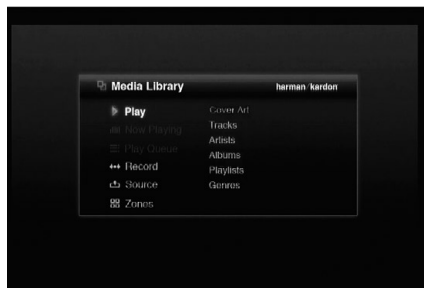 Media Library
harman/kardon
Play
Now Playing
Play Queue
Record
Source
Zones
Cover Art
Tracks
Artists
Albums
Playlists
Genres